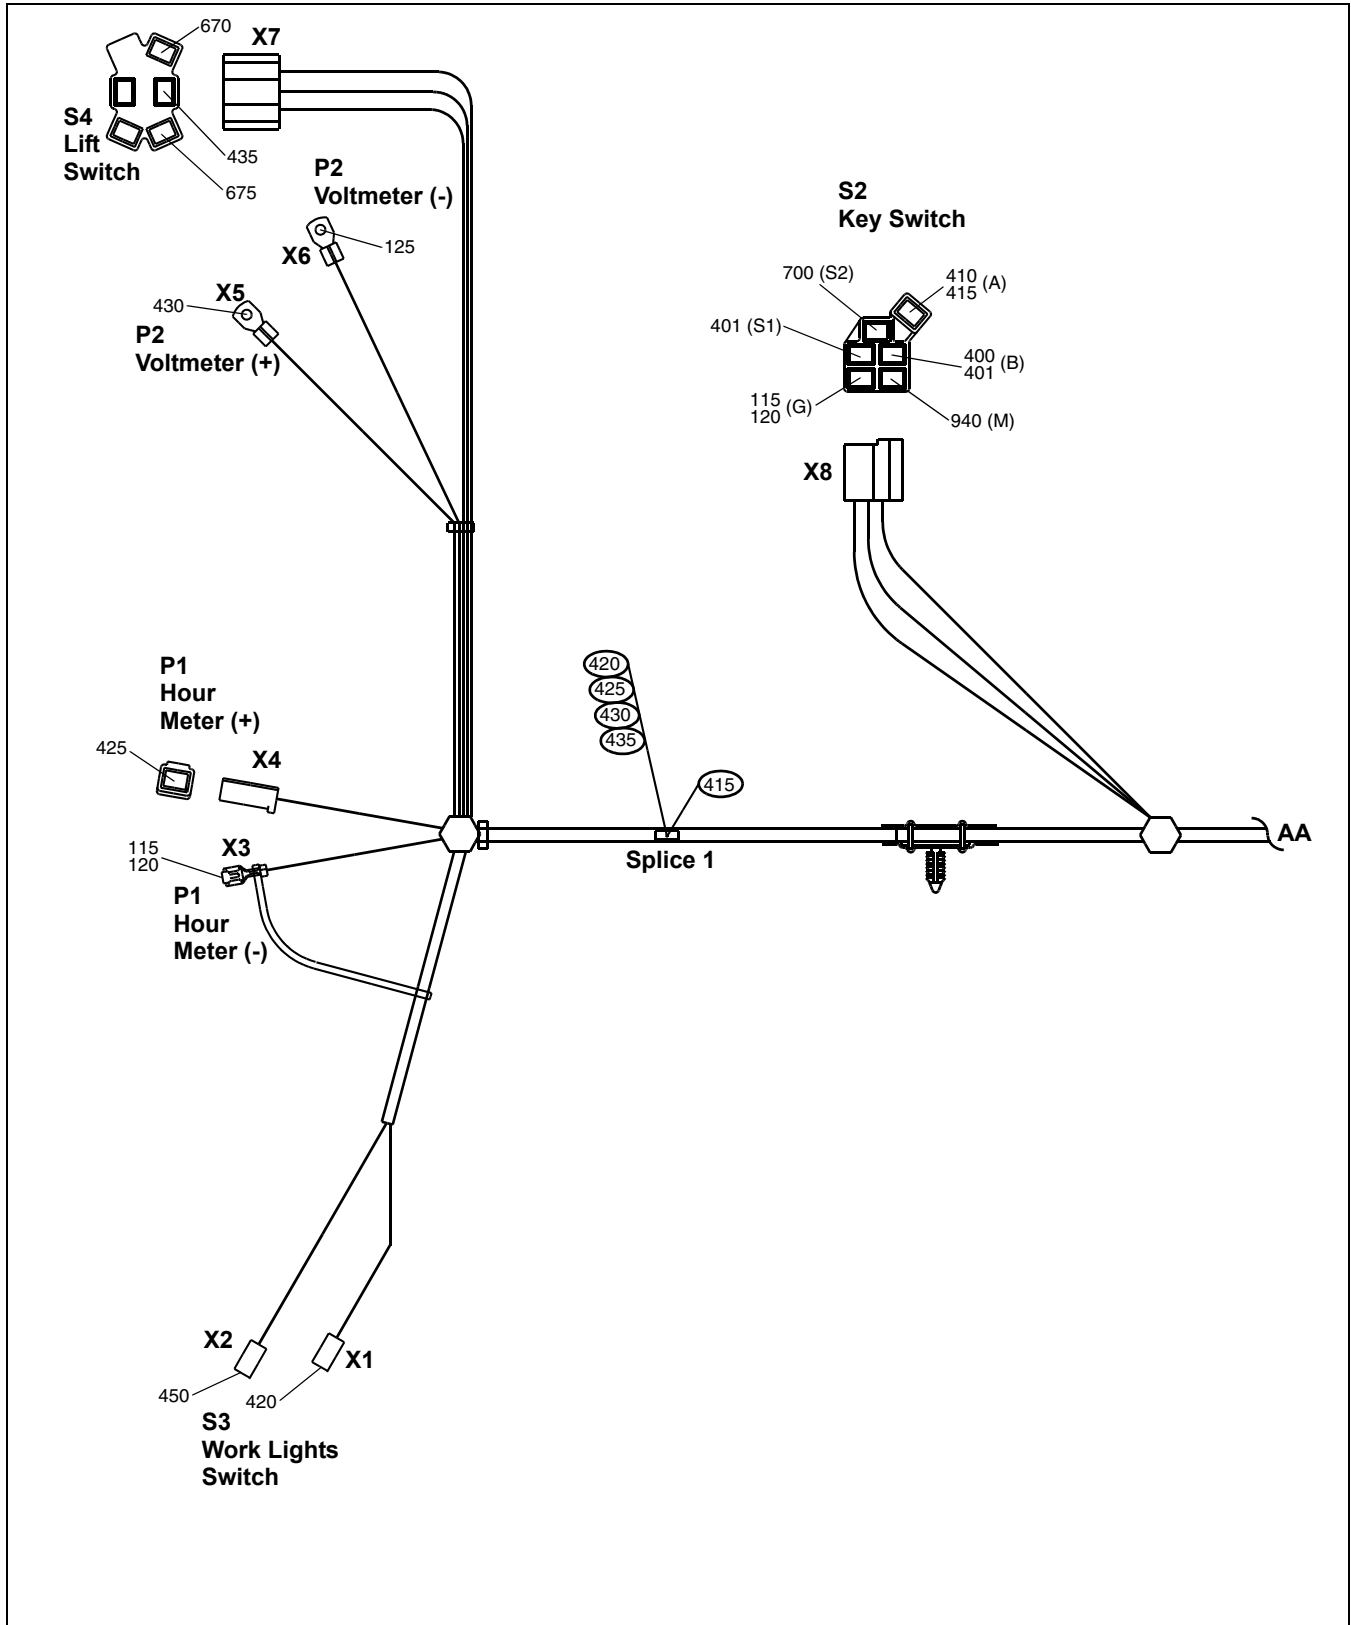 670
X7
S4
Lift
Switch
435
675
P2
Voltmeter (-)
X6
125
X5
430
P2
Voltmeter (+)
S2
Key Switch
700 (S2)
410
415 (A)
401 (S1)
400
401 (B)
115
120 (G)
940 (M)
X8
P1
Hour
Meter (+)
425
X4
420
425
430
435
415
Splice 1
AA
115
120
X3
P1
Hour
Meter (-)
X2
X1
450
420
S3
Work Lights
Switch